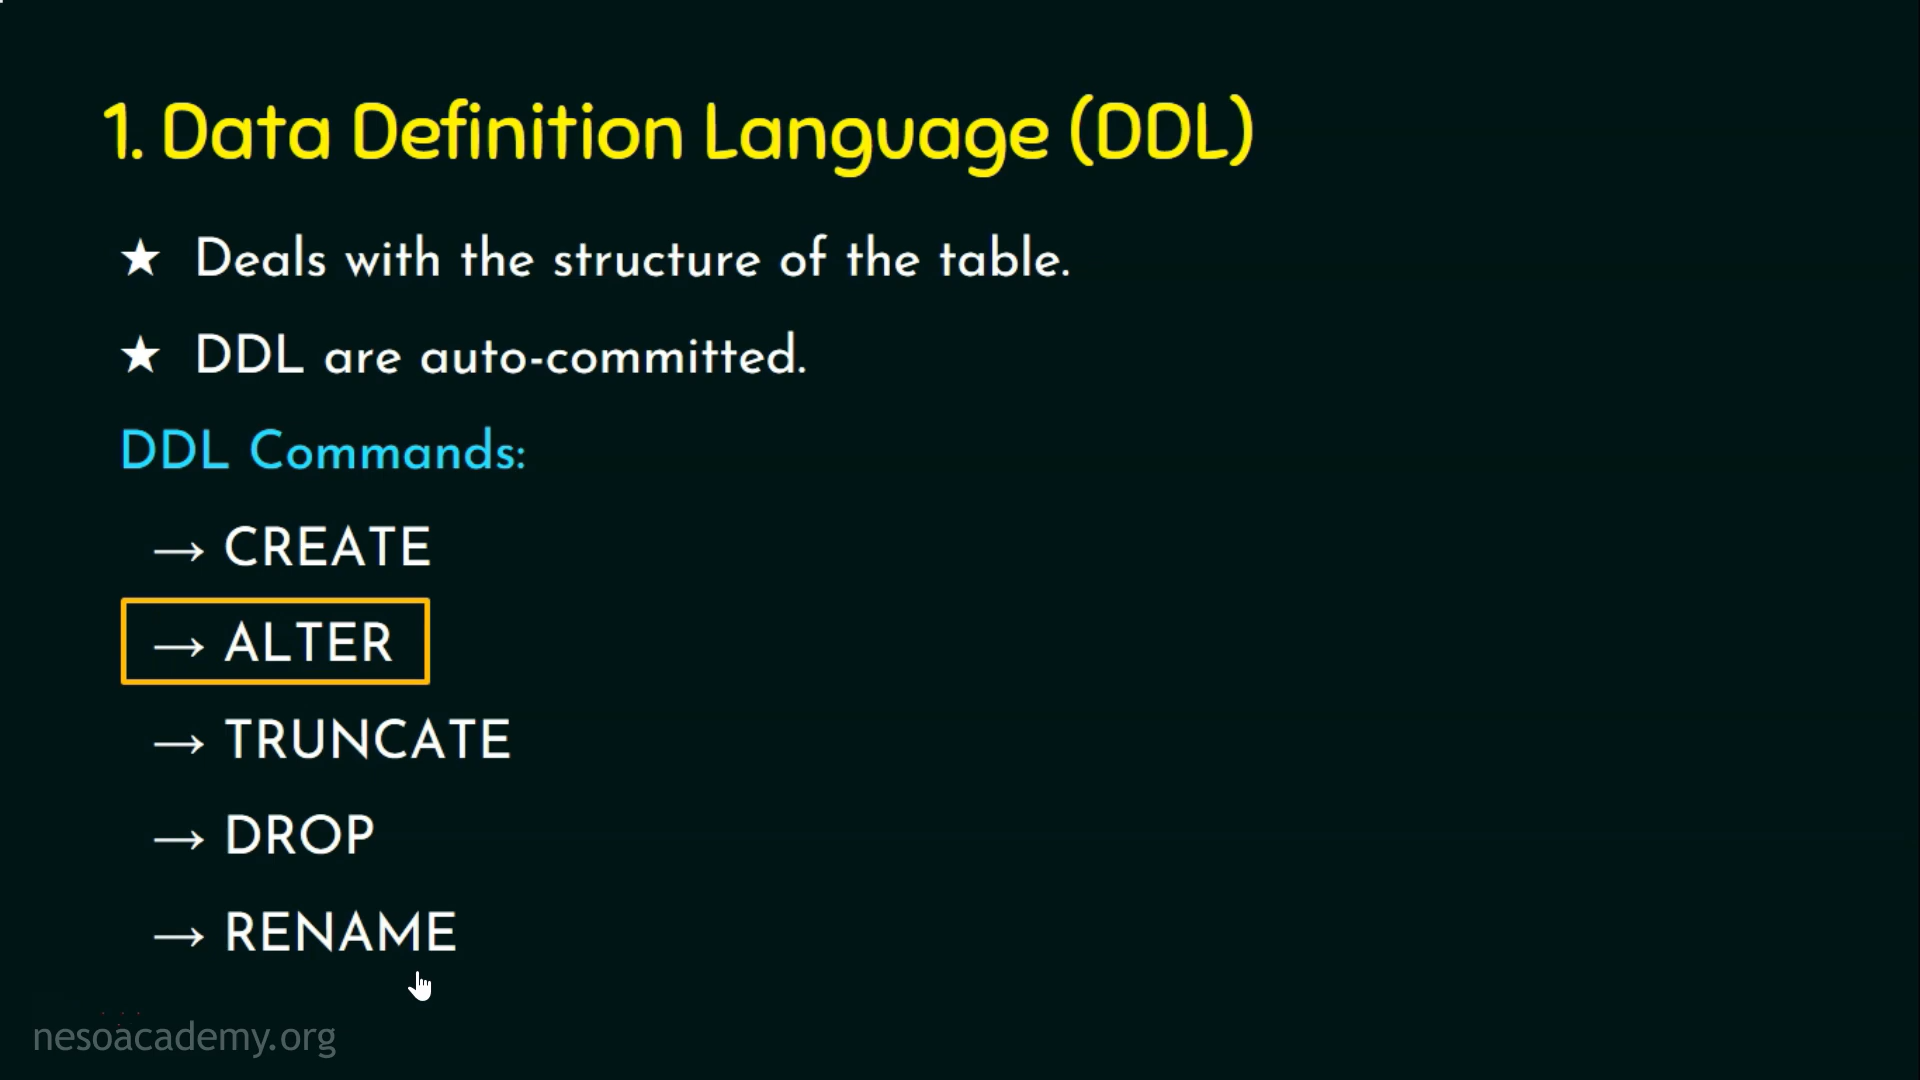 1. Data Definition Language (DDL)
★ Deals with the structure of the table.
★ DDL are auto-committed.
DDL Commands:
→ CREATE
→ ALTER
→ TRUNCATE
→ DROP
→ RENAME
nesoacademy.org